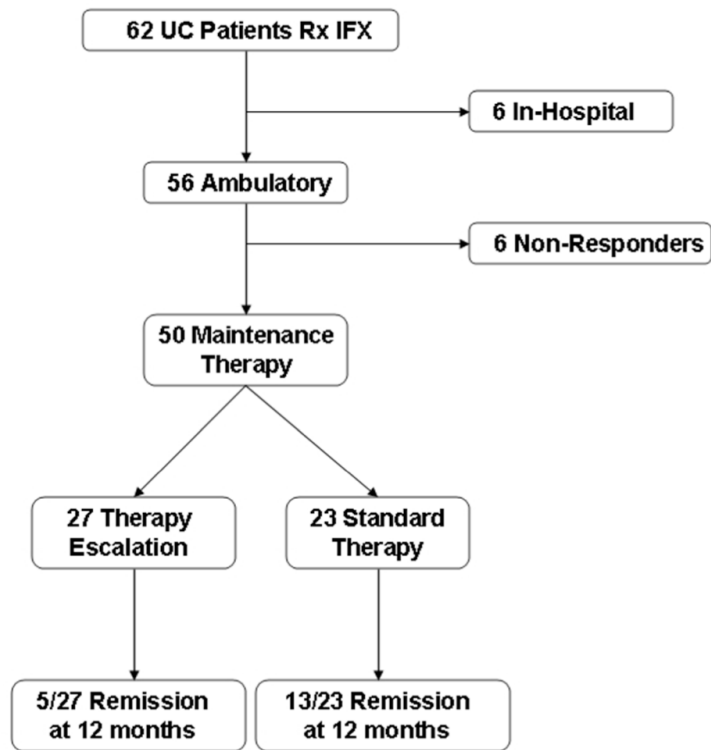 62 UC Patients Rx IFX
6 In-Hospital
56 Ambulatory
6 Non-Responders
50 Maintenance
Therapy
27 Therapy
Escalation
23 Standard
Therapy
5/27 Remission
at 12 months
13/23 Remission
at 12 months